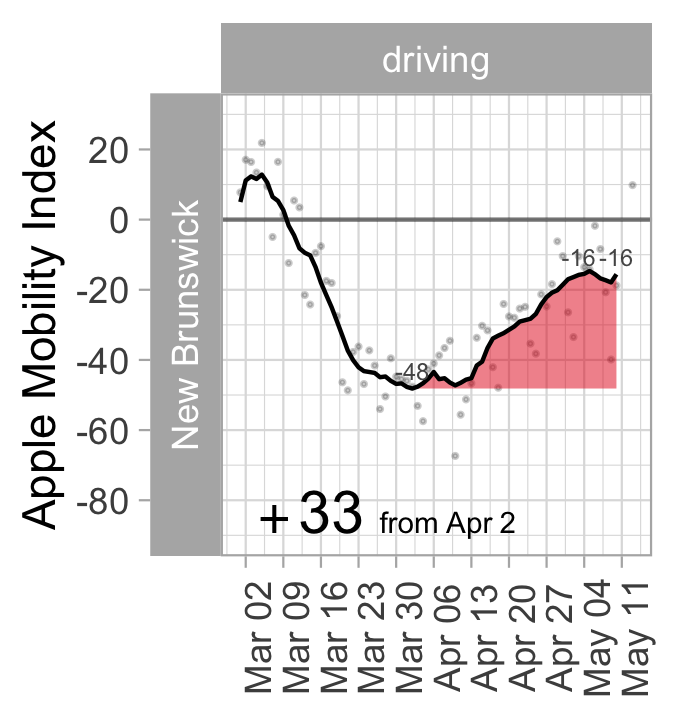 driving
Apple Mobility Index
New Brunswick
20
0
-20
-40
-60
-80
-16 -16
-48
+33 from Apr 2
Mar 02
Mar 09
Mar 16
Mar 23
Mar 30
Apr 06
Apr 13
Apr 20
Apr 27
May 04
May 11